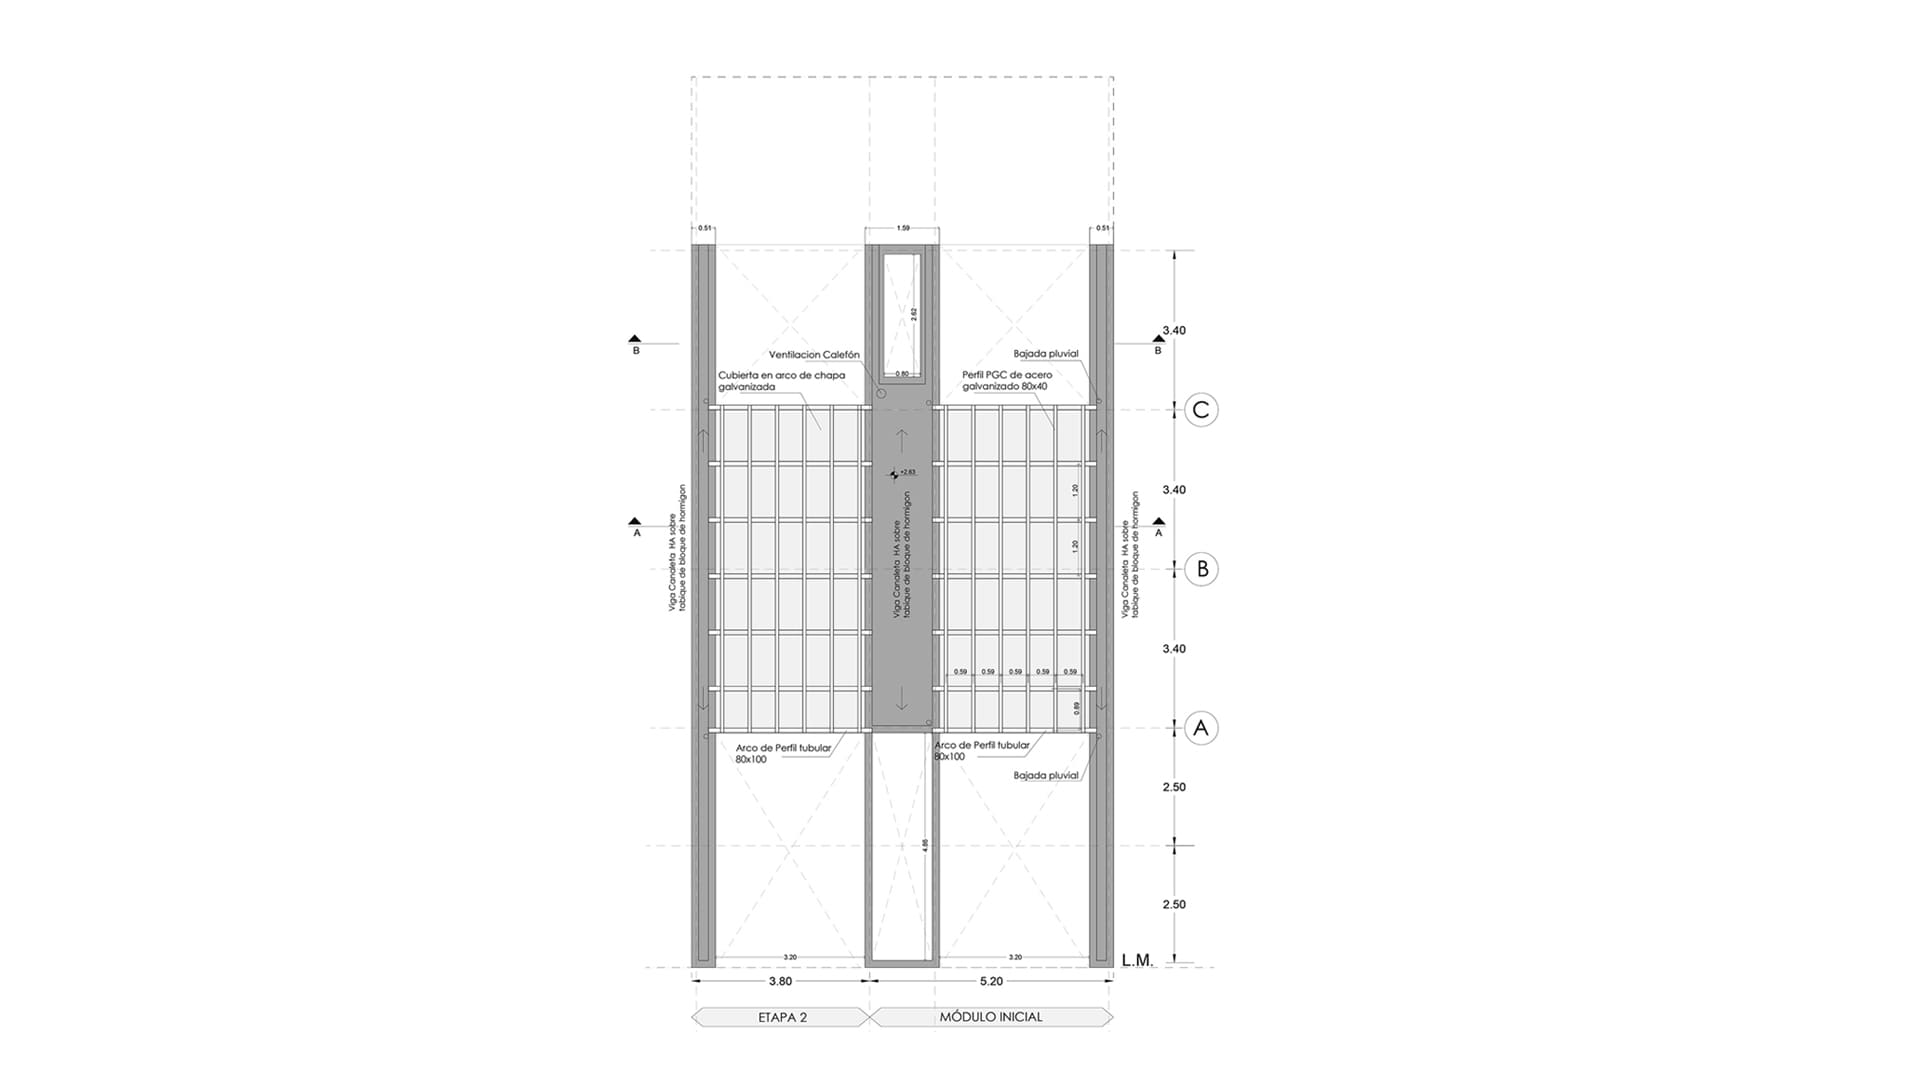 0.51
1.59
0.51
2.62
3.40
B
B
Ventilacion Calefón
Bajada pluvial
Cubierta en arco de chapa
galvanizada
0.80
Perfil PGC de acero
galvanizado 80x40
C
+2.63
1.20
3.40
A
A
Viga Canaleta HA sobre
tabique de bloque de hormigon
Viga Canaleta HA sobre
tabique de bloque de hormigon
Viga Canaleta HA sobre
tabique de bloque de hormigon
1.20
B
3.40
0.59
0.59
0.59
0.59
0.59
0.89
A
Arco de Perfil tubular
80x100
Arco de Perfil tubular
80x100
Bajada pluvial
2.50
4.86
2.50
3.20
3.20
L.M.
3.80
5.20
ETAPA 2
MÓDULO INICIAL